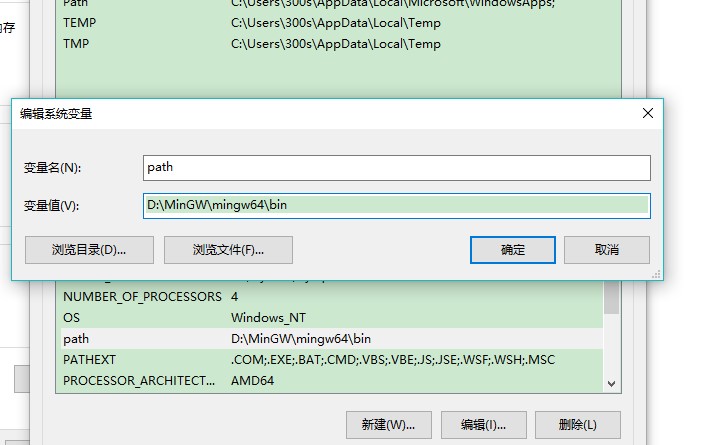 Path C:\Users\300s\AppData\Local\Microsoft\WindowsApps;
内存
TEMP C:\Users\300s\AppData\Local\Temp
TMP C:\Users\300s\AppData\Local\Temp
编辑系统变量
变量名(N): path
变量值(V): D:\MinGW\mingw64\bin
浏览目录(D)... 浏览文件(F)... 确定 取消
NUMBER_OF_PROCESSORS 4
OS Windows_NT
path D:\MinGW\mingw64\bin
PATHEXT .COM;.EXE;.BAT;.CMD;.VBS;.VBE;.JS;.JSE;.WSF;.WSH;.MSC
PROCESSOR_ARCHITECT... AMD64
新建(W)... 编辑(I)... 删除(L)